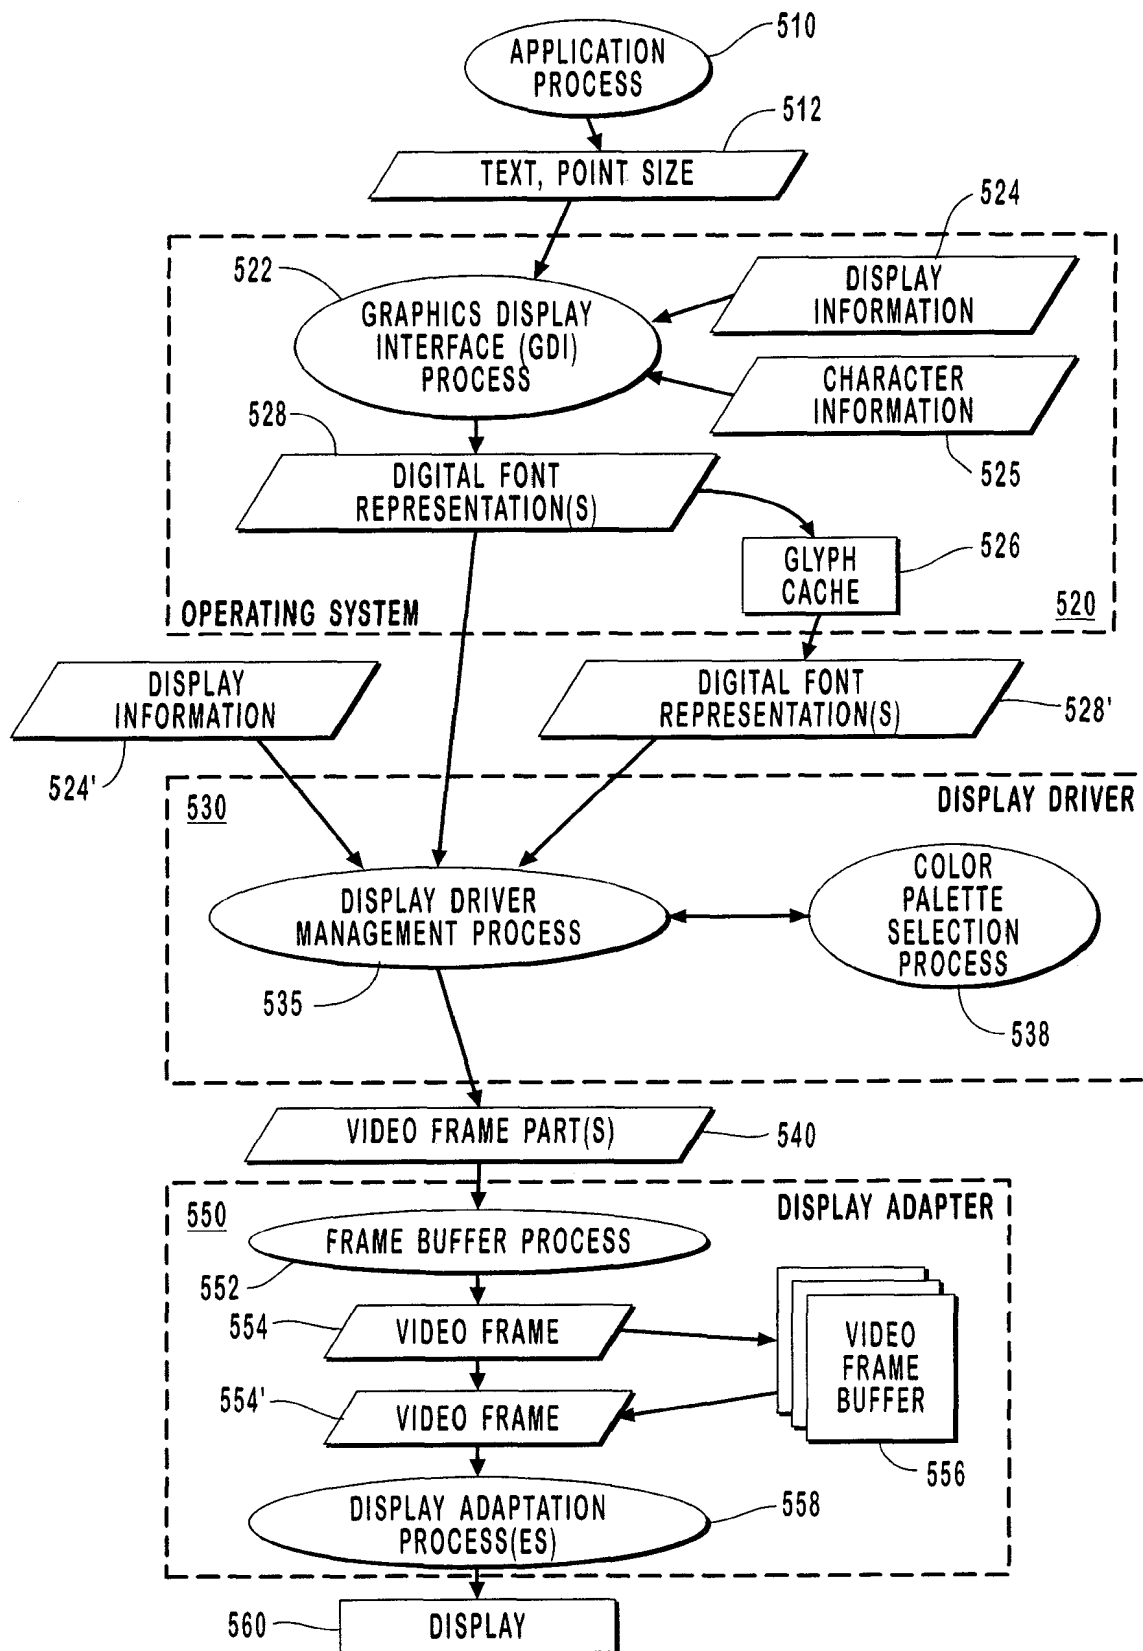 510
APPLICATION
PROCESS
512
TEXT, POINT SIZE
524
522
DISPLAY
INFORMATION
GRAPHICS DISPLAY
INTERFACE (GDI)
PROCESS
CHARACTER
INFORMATION
528
525
DIGITAL FONT
REPRESENTATION(S)
526
GLYPH
CACHE
OPERATING SYSTEM
520
DISPLAY
INFORMATION
DIGITAL FONT
REPRESENTATION(S)
528'
524'
530
DISPLAY DRIVER
COLOR
PALETTE
SELECTION
PROCESS
DISPLAY DRIVER
MANAGEMENT PROCESS
535
538
VIDEO FRAME PART(S)
540
550
DISPLAY ADAPTER
FRAME BUFFER PROCESS
552
554
VIDEO FRAME
VIDEO
FRAME
BUFFER
554'
VIDEO FRAME
556
DISPLAY ADAPTATION
PROCESS(ES)
558
560
DISPLAY